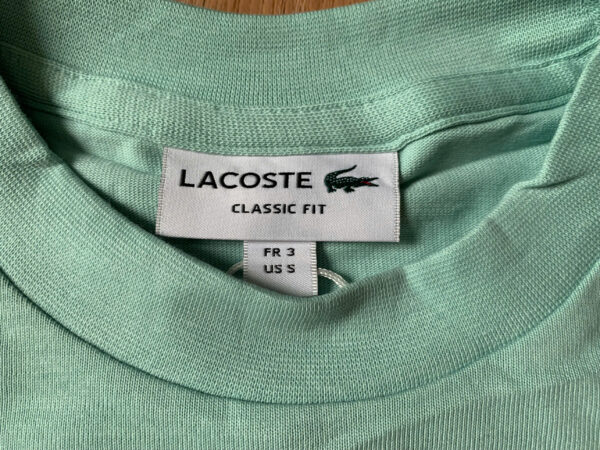 LACOSTE
CLASSIC FIT
FR 3
US S